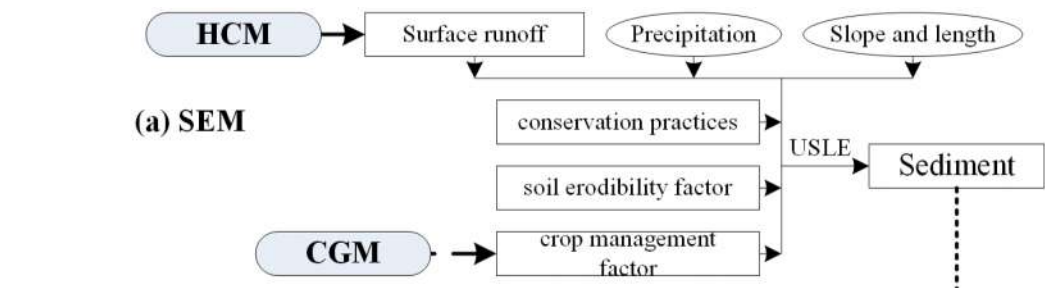 HCM
Surface runoff
Precipitation
Slope and length
(a) SEM
conservation practices
USLE
Sediment
soil erodibility factor
CGM
crop management
factor